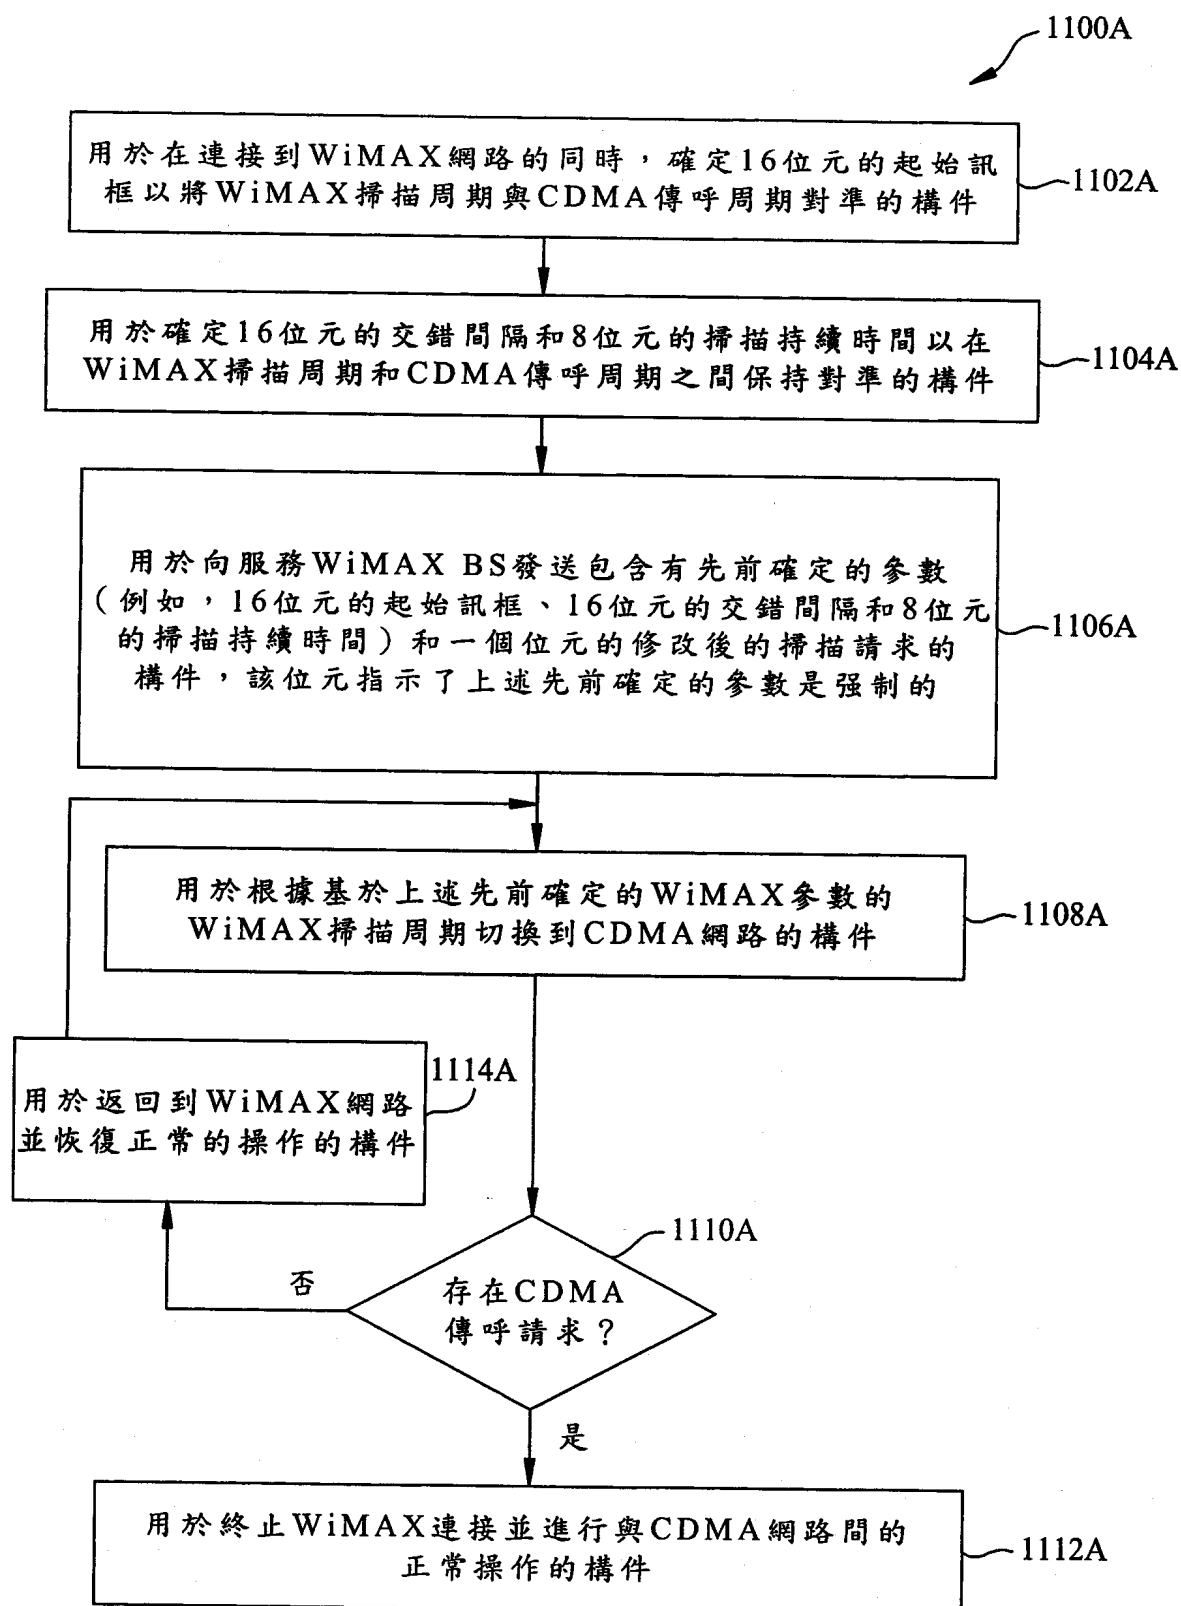 1100A
用於在連接到WiMAX網路的同時，確定16位元的起始訊
框以將WiMAX掃描周期與CDMA傳呼周期對準的構件
1102A
用於確定16位元的交錯間隔和8位元的掃描持續時間以在
WiMAX掃描周期和CDMA傳呼周期之間保持對準的構件
1104A
用於向服務WiMAX BS發送包含有先前確定的參數
（例如，16位元的起始訊框、16位元的交錯間隔和8位元
的掃描持續時間）和一個位元的修改後的掃描請求的
構件，該位元指示了上述先前確定的參數是强制的
1106A
用於根據基於上述先前確定的WiMAX參數的
WiMAX掃描周期切換到CDMA網路的構件
1108A
1114A
用於返回到WiMAX網路
並恢復正常的操作的構件
1110A
否
存在CDMA
傳呼請求？
是
用於終止WiMAX連接並進行與CDMA網路間的
正常操作的構件
1112A